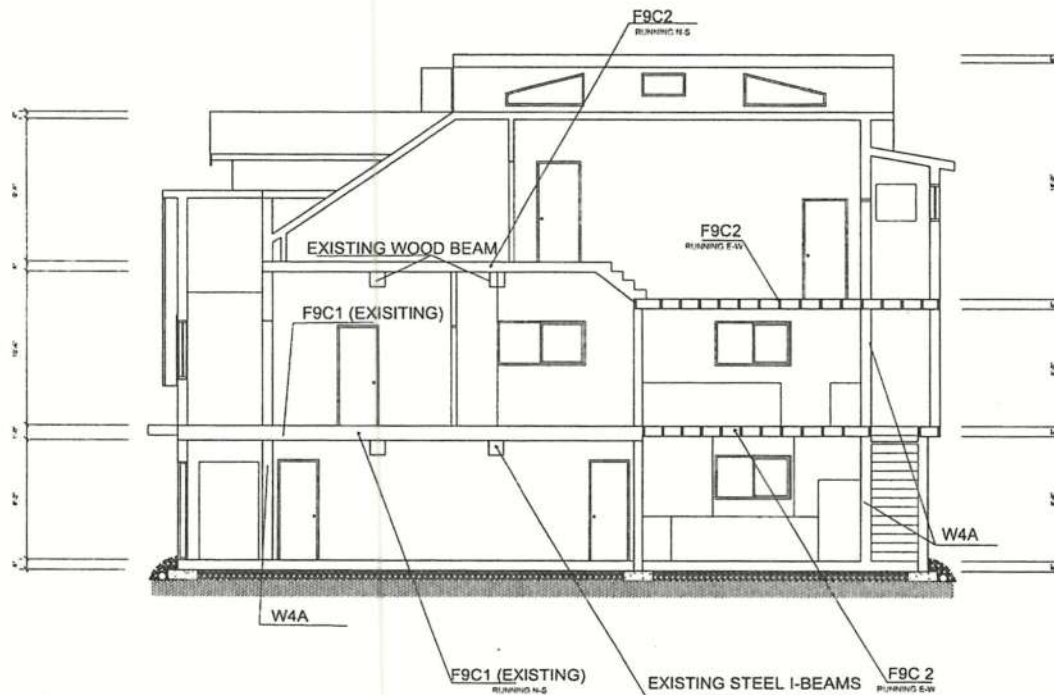 F9C2
RUNNING N-S
EXISTING WOOD BEAM
F9C2
RUNNING E-W
F9C1 (EXISITING)
W4A
W4A
F9C1 (EXISTING)
RUNNING N-S
EXISTING STEEL I-BEAMS
F9C 2
RUNNING E-W